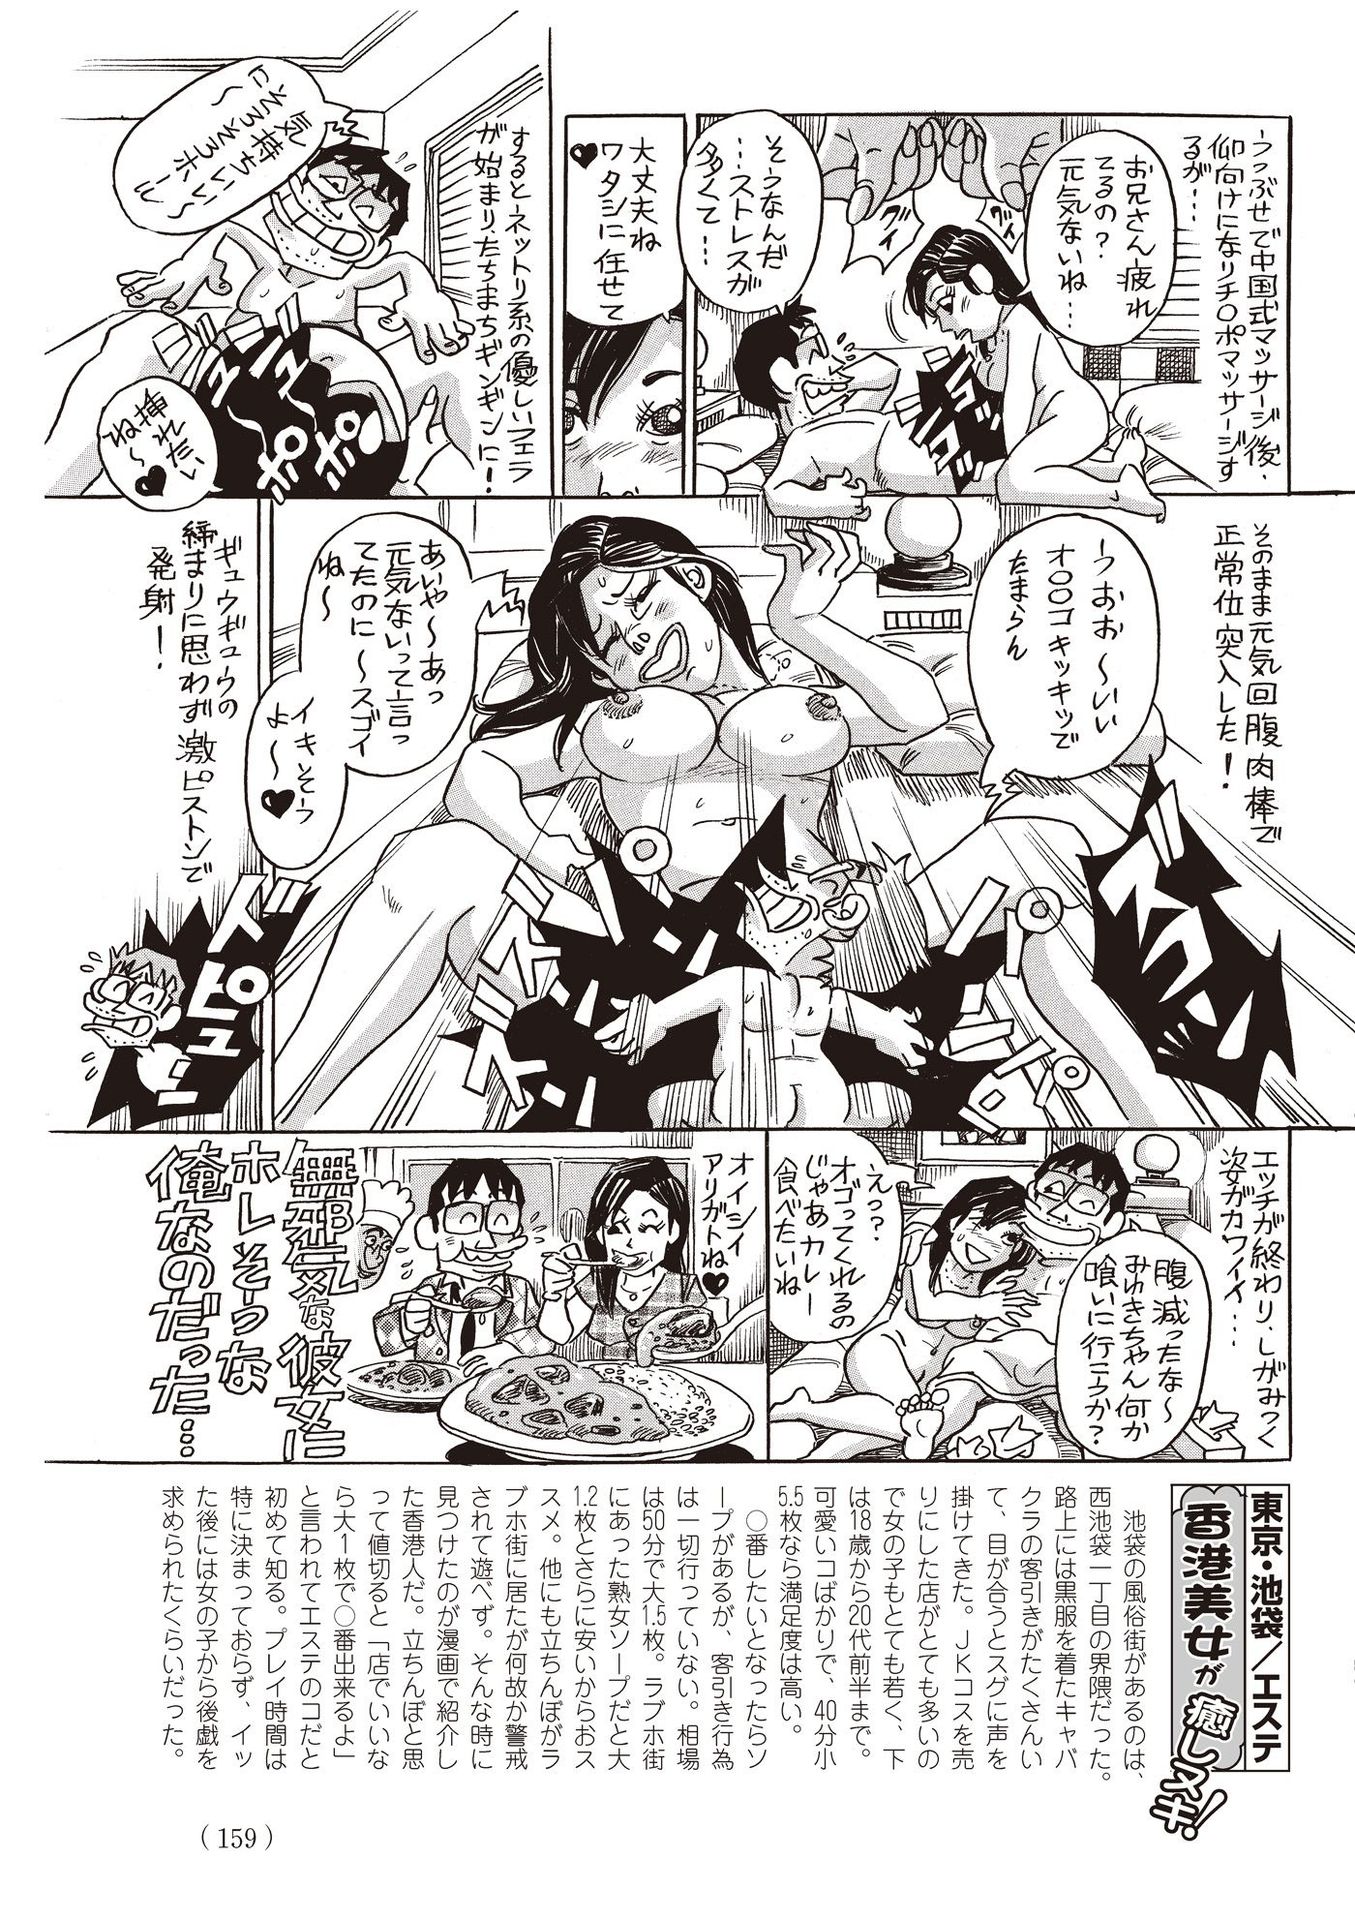 うつぶせで中国式マッサージ後、
仰向けになりチ○ポマッサージす
るが…
お兄さん疲れ
てるの?
元気ないね…
グイ
グイ
そうなんだ
…ストレスが
多くて…
大丈夫ね
ワタシに任せて
♥
すると、ネットリ系の優しいフェラ
が始まり、たちまちギンギンに!
気持ちいい〜
挿れ言い
ね〜
♥
そのまま元気回腹肉棒で
正常位突入した!
うおお〜いい
オ○○コキッキツで
たまらん
あいや〜あっ
元気ないって言っ
てたのに〜スゴイ
ね〜
イキそう
よ〜
♥
ギュウギュウの
締まりに思わず激ピストンで
発射!
ドピュ
エッチが終わり、しがみつく
姿がカワイイ…
腹減ったな〜
みゆきちゃん何か
喰いに行こうか?
えっ?
オゴってくれるの
じゃあカレー
食べたいね
オイシイ
アリガトね
♥
無邪気な彼女に
ホレそうな
俺なのだった…
東京・池袋/エステ
香港美女が癒しヌキ!
池袋の風俗街があるのは、
西池袋一丁目の界隈だった。
路上には黒服を着たキャバ
クラの客引きがたくさんい
て、目が合うとスグに声を
掛けてきた。JKコスを売
りにした店がとても多いの
で女の子もとても若く、下
は18歳から20代前半まで。
可愛いコばかりで、40分小
5.5枚なら満足度は高い。
○番したいとなったらソ
ープがあるが、客引き行為
は一切行っていない。相場
は50分で大1.5枚。ラブホ街
にあった熟女ソープだと大
1.2枚とさらに安いからおス
スメ。他にも立ちんぼがラ
ブホ街に居たが何故か警戒
されて遊べず。そんな時に
見つけたのが漫画で紹介し
た香港人だ。立ちんぼと思
って値切ると「店でいいな
ら大1枚で○番出来るよ」
と言われてエステのコだと
初めて知る。プレイ時間は
特に決まっておらず、イッ
た後には女の子から後戯を
求められたくらいだった。
(159)